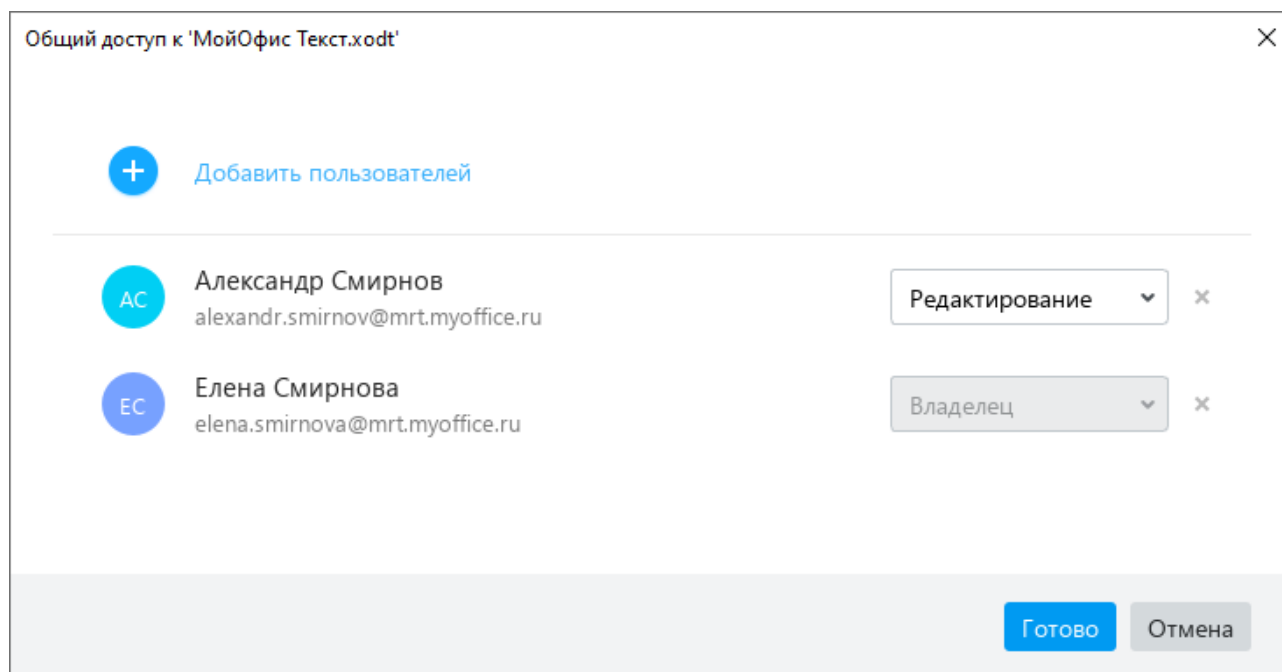 Общий доступ к 'МойОфис Текст.xodt'
Добавить пользователей
АС
Александр Смирнов
alexandr.smirnov@mrt.myoffice.ru
Редактирование
ЕС
Елена Смирнова
elena.smirnova@mrt.myoffice.ru
Владелец
Готово
Отмена